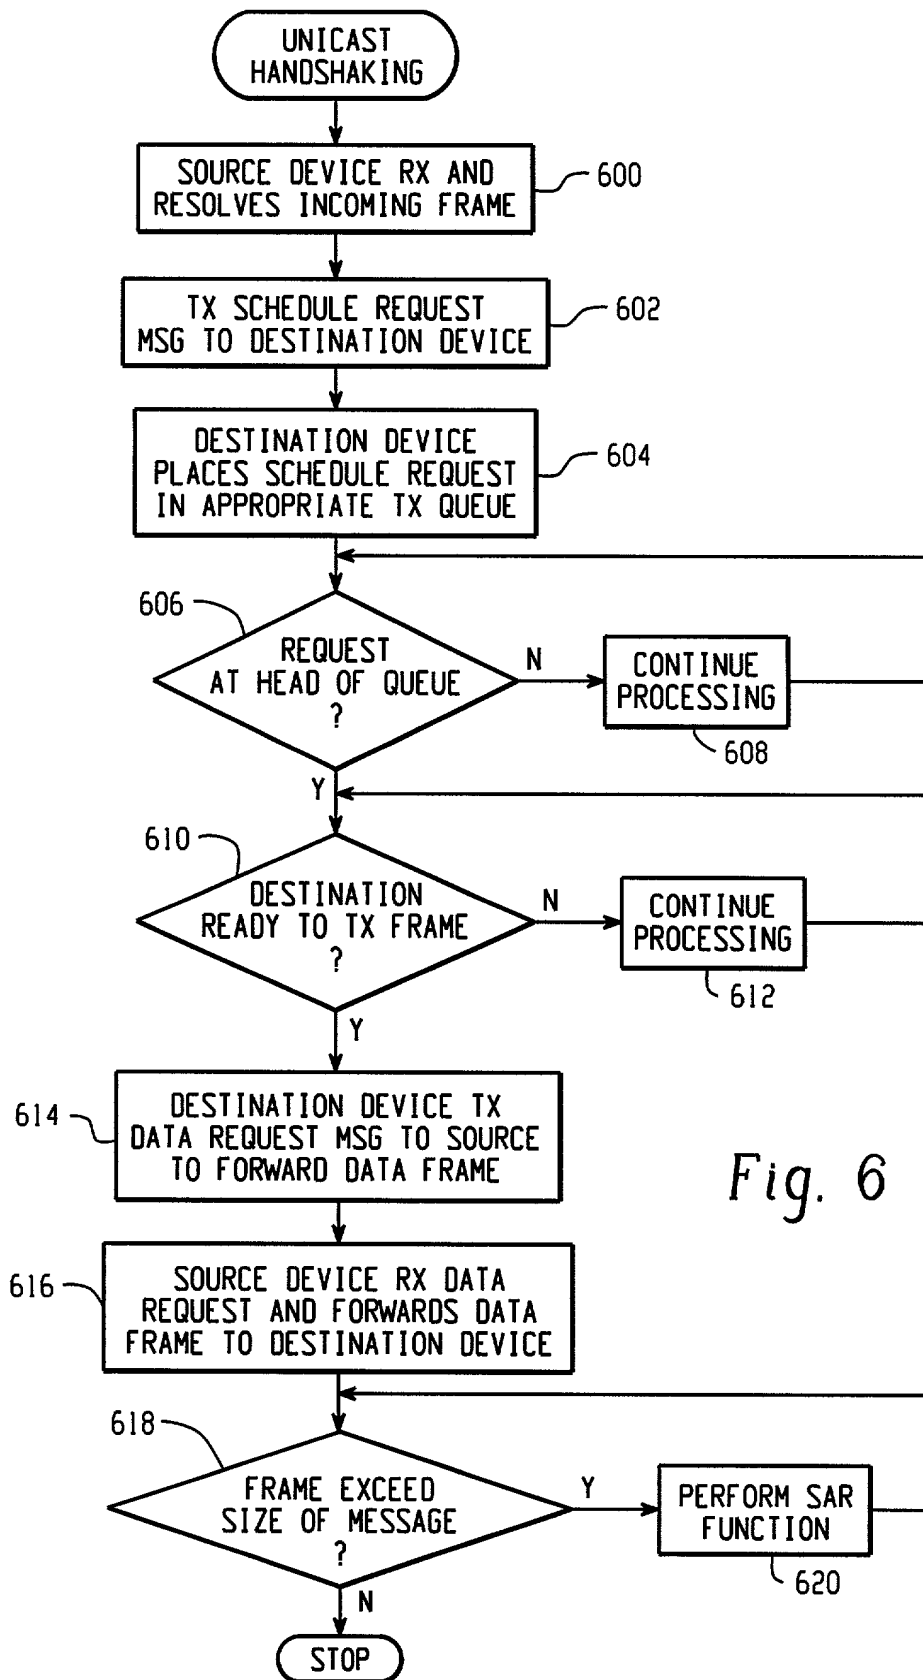 UNICAST
HANDSHAKING
SOURCE DEVICE RX AND
RESOLVES INCOMING FRAME
600
TX SCHEDULE REQUEST
MSG TO DESTINATION DEVICE
602
DESTINATION DEVICE
PLACES SCHEDULE REQUEST
IN APPROPRIATE TX QUEUE
604
606
REQUEST
AT HEAD OF QUEUE
?
N
CONTINUE
PROCESSING
608
Y
610
DESTINATION
READY TO TX FRAME
?
N
CONTINUE
PROCESSING
612
Y
614
DESTINATION DEVICE TX
DATA REQUEST MSG TO SOURCE
TO FORWARD DATA FRAME
Fig. 6
616
SOURCE DEVICE RX DATA
REQUEST AND FORWARDS DATA
FRAME TO DESTINATION DEVICE
618
FRAME EXCEED
SIZE OF MESSAGE
?
Y
PERFORM SAR
FUNCTION
620
N
STOP